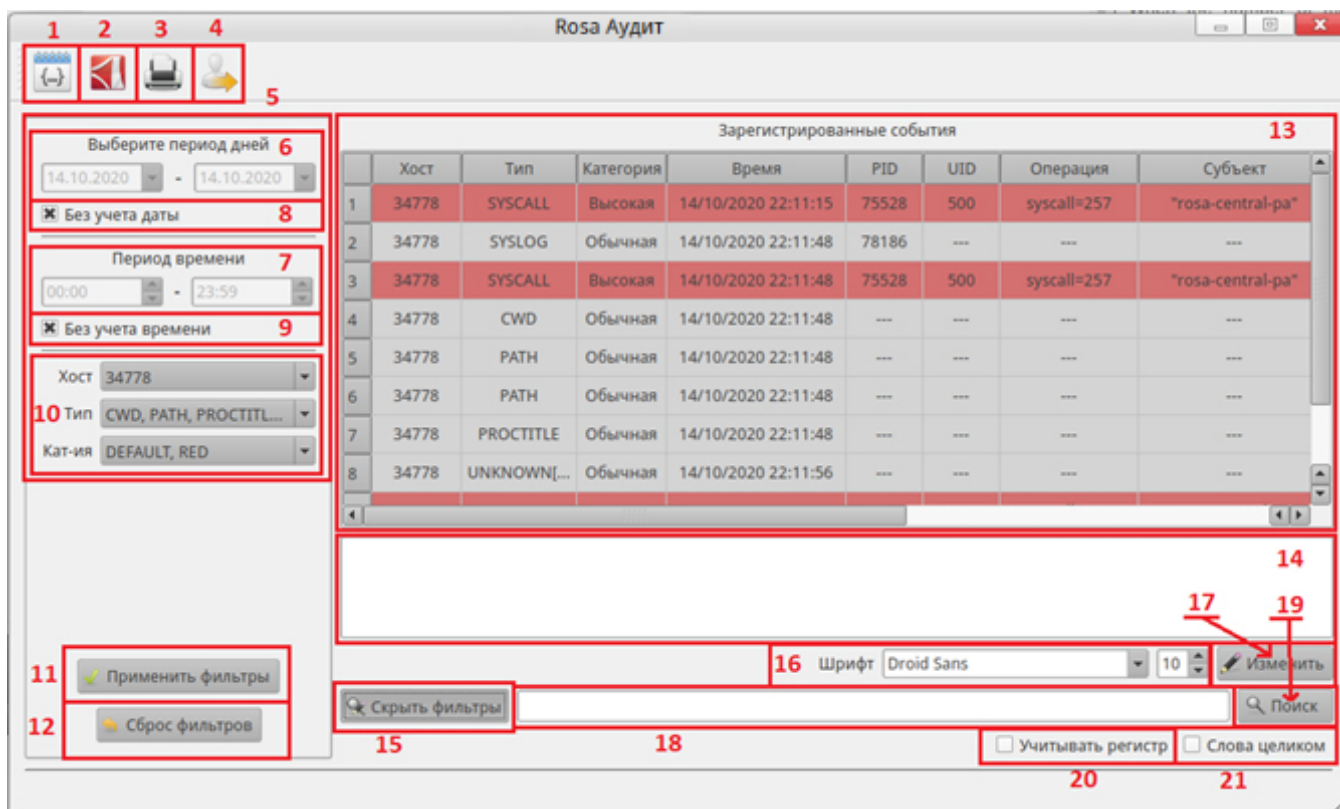 Rosa Аудит
1 2 3 4
{...}
5
Выберите период дней 6
14.10.2020 - 14.10.2020
Без учета даты 8
Период времени 7
00:00 - 23:59
Без учета времени 9
Хост 34778
10 Тип CWD, PATH, PROCTITL...
Кат-ия DEFAULT, RED
11 Применить фильтры
12 Сброс фильтров
Зарегистрированные события 13
Хост Тип Категория Время PID UID Операция Субъект
1 34778 SYSCALL Высокая 14/10/2020 22:11:15 75528 500 syscall=257 "rosa-central-pa"
2 34778 SYSLOG Обычная 14/10/2020 22:11:48 78186 --- --- ---
3 34778 SYSCALL Высокая 14/10/2020 22:11:48 75528 500 syscall=257 "rosa-central-pa"
4 34778 CWD Обычная 14/10/2020 22:11:48 --- --- --- ---
5 34778 PATH Обычная 14/10/2020 22:11:48 --- --- --- ---
6 34778 PATH Обычная 14/10/2020 22:11:48 --- --- --- ---
7 34778 PROCTITLE Обычная 14/10/2020 22:11:48 --- --- --- ---
8 34778 UNKNOWN[... Обычная 14/10/2020 22:11:56 --- --- --- ---
14
17 19
16 Шрифт Droid Sans 10 Изменить
Скрыть фильтры Поиск
15 18
Учитывать регистр Слова целиком
20 21